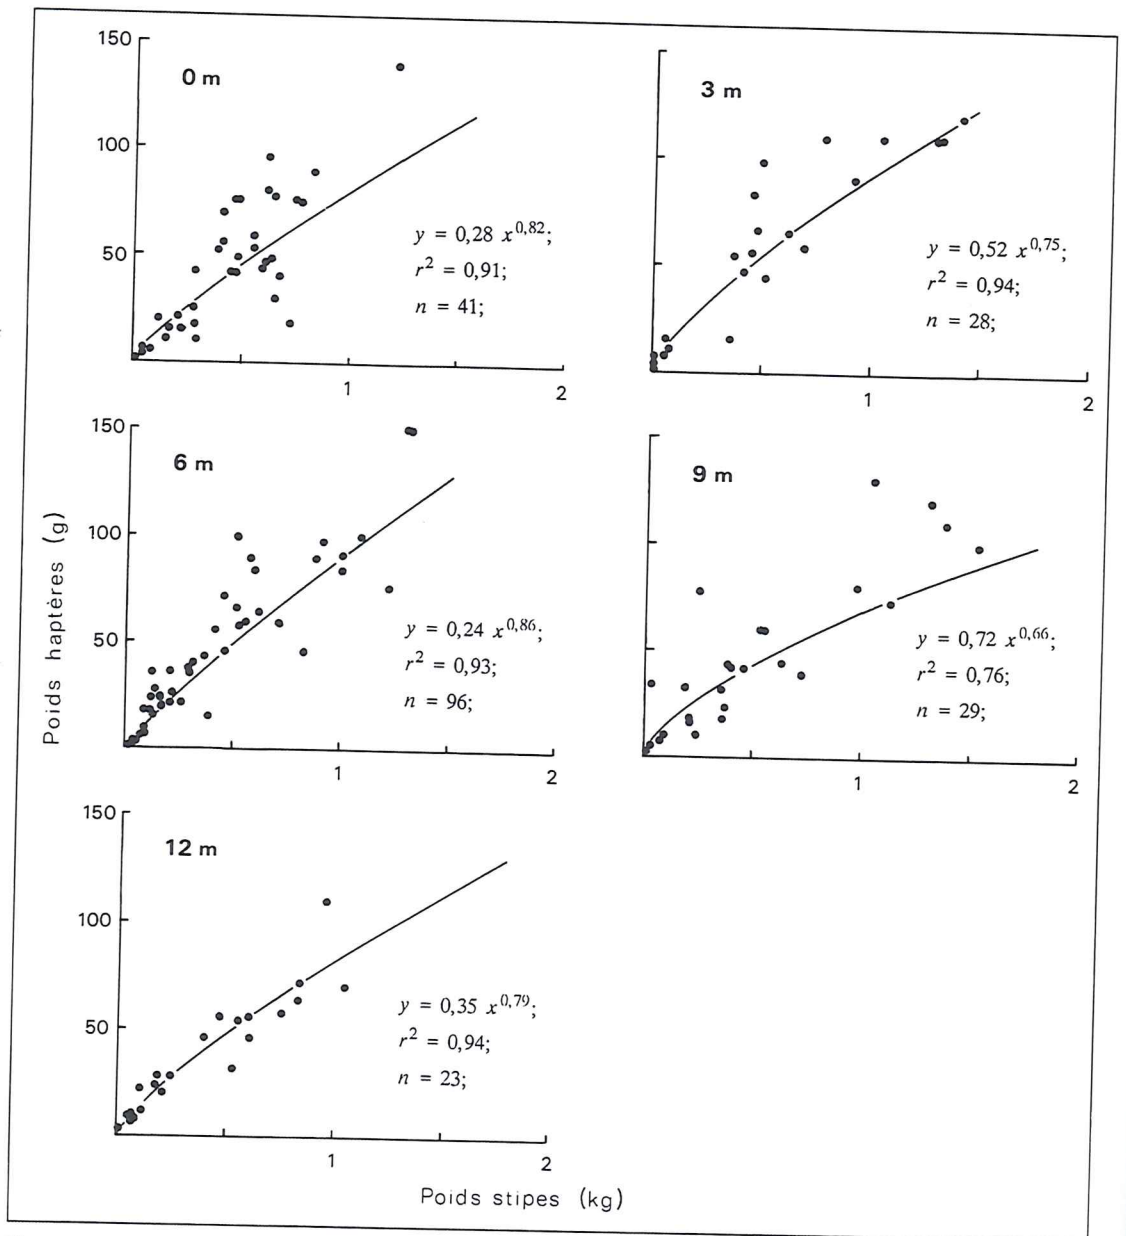 150
100
50
0 m
y = 0,28 x^0,82;
r² = 0,91;
n = 41;
1
2
3 m
y = 0,52 x^0,75;
r² = 0,94;
n = 28;
1
2
150
100
50
6 m
y = 0,24 x^0,86;
r² = 0,93;
n = 96;
1
2
9 m
y = 0,72 x^0,66;
r² = 0,76;
n = 29;
1
2
Poids haptères (g)
150
100
50
12 m
y = 0,35 x^0,79;
r² = 0,94;
n = 23;
1
2
Poids stipes (kg)